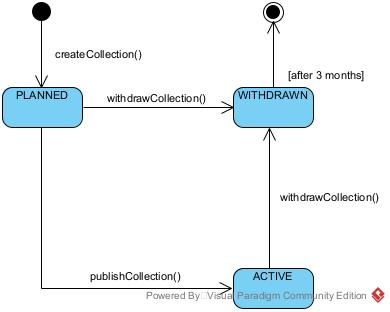 createCollection()
[after 3 months]
PLANNED
withdrawCollection()
WITHDRAWN
withdrawCollection()
publishCollection()
ACTIVE
Powered By Visual Paradigm Community Edition